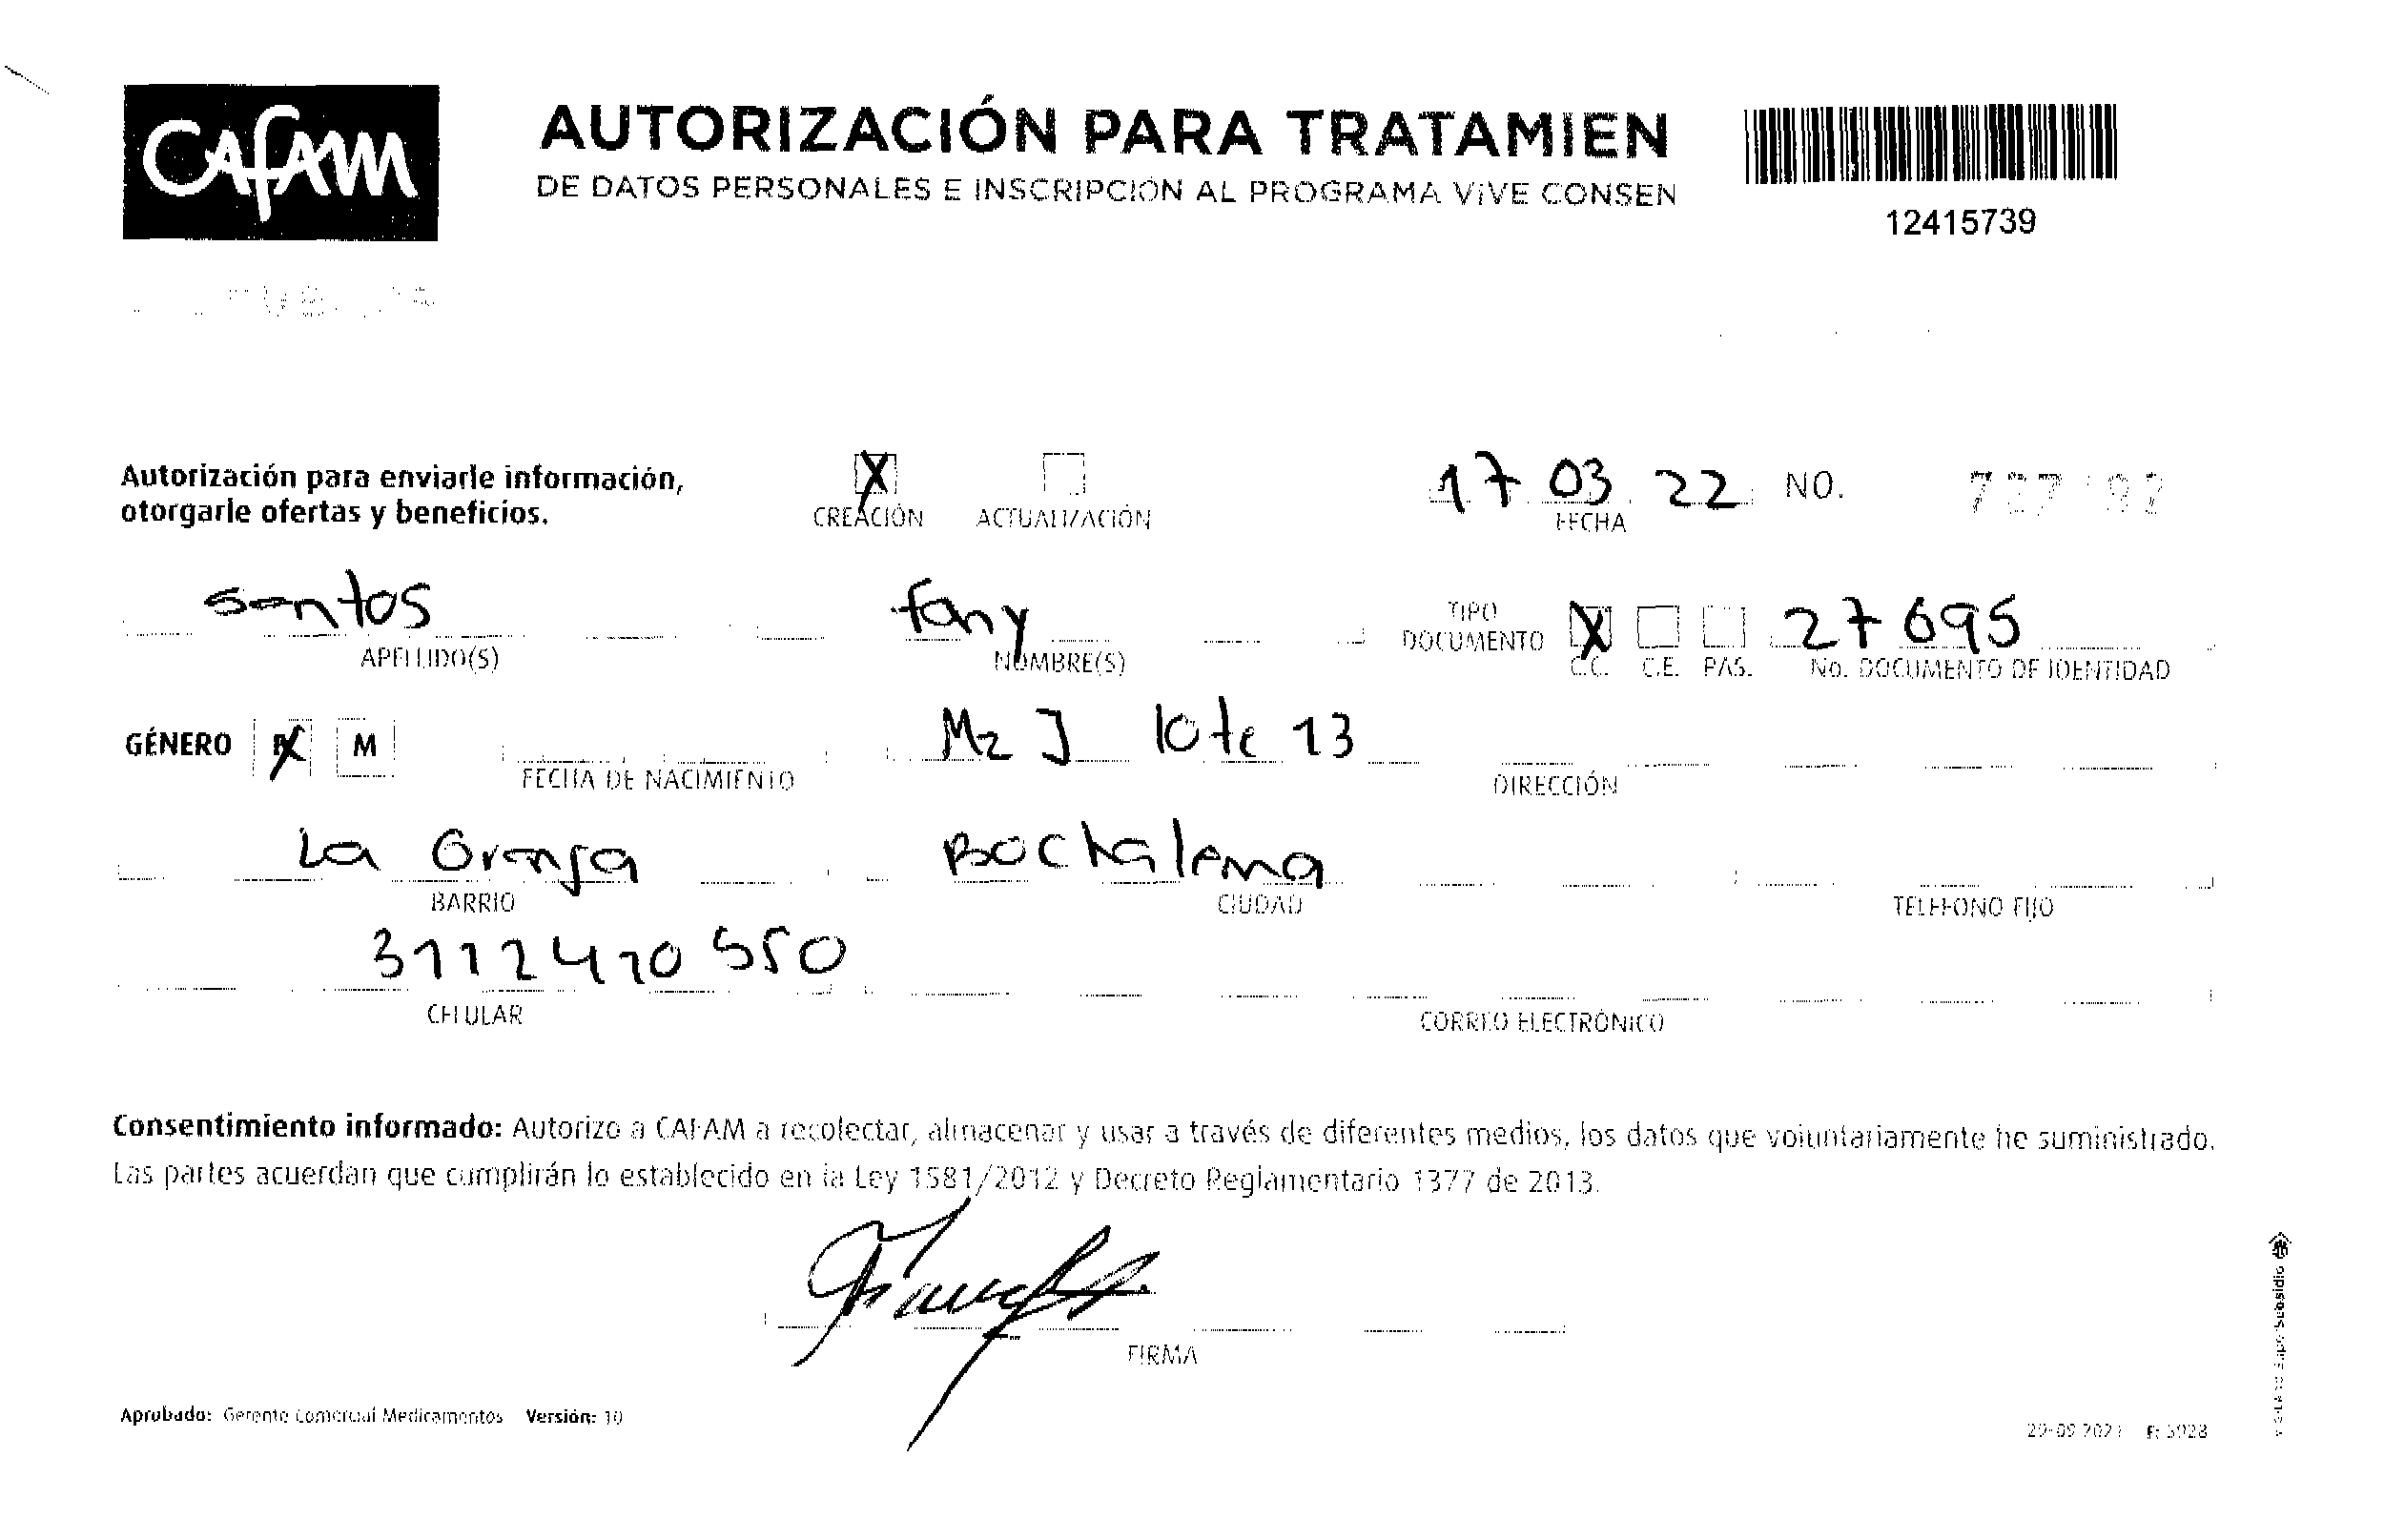 CAFAM
AUTORIZACIÓN PARA TRATAMIEN
DE DATOS PERSONALES E INSCRIPCIÓN AL PROGRAMA VIVE CONSEN
12415739
Autorización para enviarle información,
otorgarle ofertas y beneficios.
X CREACIÓN ACTUALIZACIÓN
17 03 22 NO.
FECHA
Santos fany
APELLIDO(S) NOMBRE(S)
TIPO DOCUMENTO X C.C. C.E. PAS. 27695
No. DOCUMENTO DE IDENTIDAD
GÉNERO X M Mz J lote 13
FECHA DE NACIMIENTO DIRECCIÓN
La Granja Bochalema
BARRIO CIUDAD TELÉFONO FIJO
3112410550
CELULAR CORREO ELECTRÓNICO
Consentimiento informado: Autorizo a CAFAM a recolectar, almacenar y usar a través de diferentes medios, los datos que voluntariamente he suministrado.
Las partes acuerdan que cumplirán lo establecido en la Ley 1581/2012 y Decreto Reglamentario 1377 de 2013.
FIRMA
Aprobado: Gerente Comercial Medicamentos Versión: 10